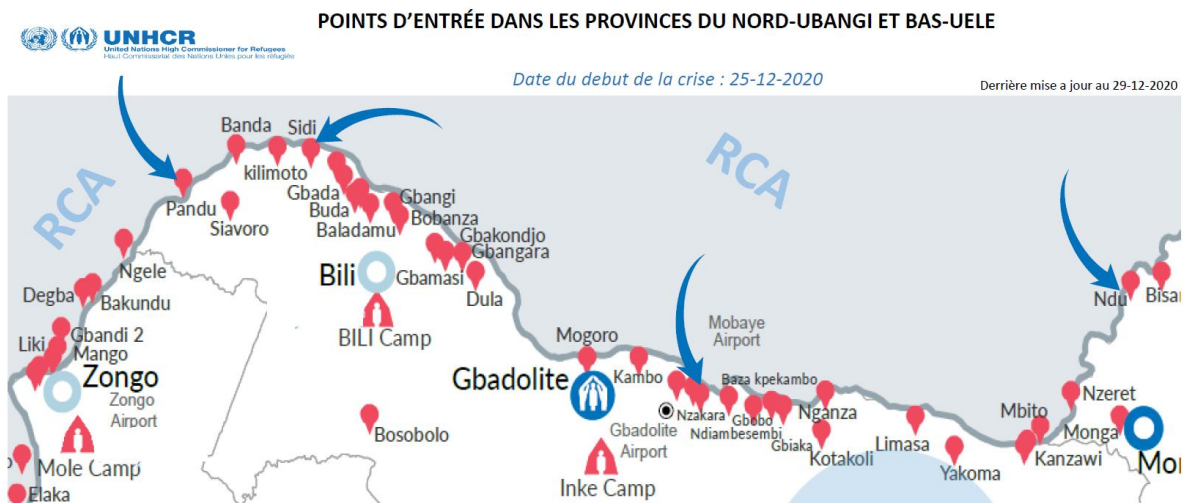 POINTS D'ENTRÉE DANS LES PROVINCES DU NORD-UBANGI ET BAS-UELE
UNHCR
United Nations High Commissioner for Refugees
Haut Commissariat des Nations Unies pour les réfugiés
Date du debut de la crise : 25-12-2020
Derrière mise a jour au 29-12-2020
RCA
RCA
Banda
Sidi
kilimoto
Pandu
Siavoro
Gbada
Buda
Baladamu
Gbangi
Bobanza
Gbakondjo
Gbangara
Gbamasi
Dula
Ngele
Degba
Bakundu
Bili
BILI Camp
Ndu
Bisar
Liki
Gbandi 2
Mango
Zongo
Zongo
Airport
Mole Camp
Elaka
Bosobolo
Mogoro
Mobaye
Airport
Gbadolite
Kambo
Baza kpekambo
Nzakara
Gbobo
Nganza
Ndiambesembi
Gbadolite
Airport
Gbiaka
Kotakoli
Inke Camp
Limasa
Yakoma
Mbito
Kanzawi
Nzeret
Monga
Mor